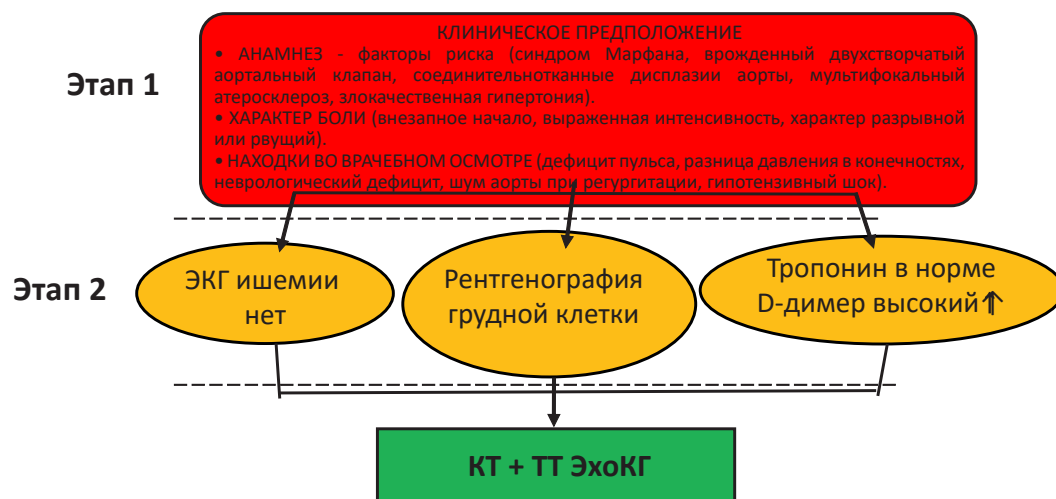 КЛИНИЧЕСКОЕ ПРЕДПОЛОЖЕНИЕ
• АНАМНЕЗ - факторы риска (синдром Марфана, врожденный двухстворчатый
аортальный клапан, соединительнотканные дисплазии аорты, мультифокальный
атеросклероз, злокачественная гипертония).
• ХАРАКТЕР БОЛИ (внезапное начало, выраженная интенсивность, характер разрывной
или рвущий).
• НАХОДКИ ВО ВРАЧЕБНОМ ОСМОТРЕ (дефицит пульса, разница давления в конечностях,
неврологический дефицит, шум аорты при регургитации, гипотензивный шок).
Этап 1
Этап 2
ЭКГ ишемии
нет
Рентгенография
грудной клетки
Тропонин в норме
D-димер высокий⇑
КТ + ТТ ЭхоКГ